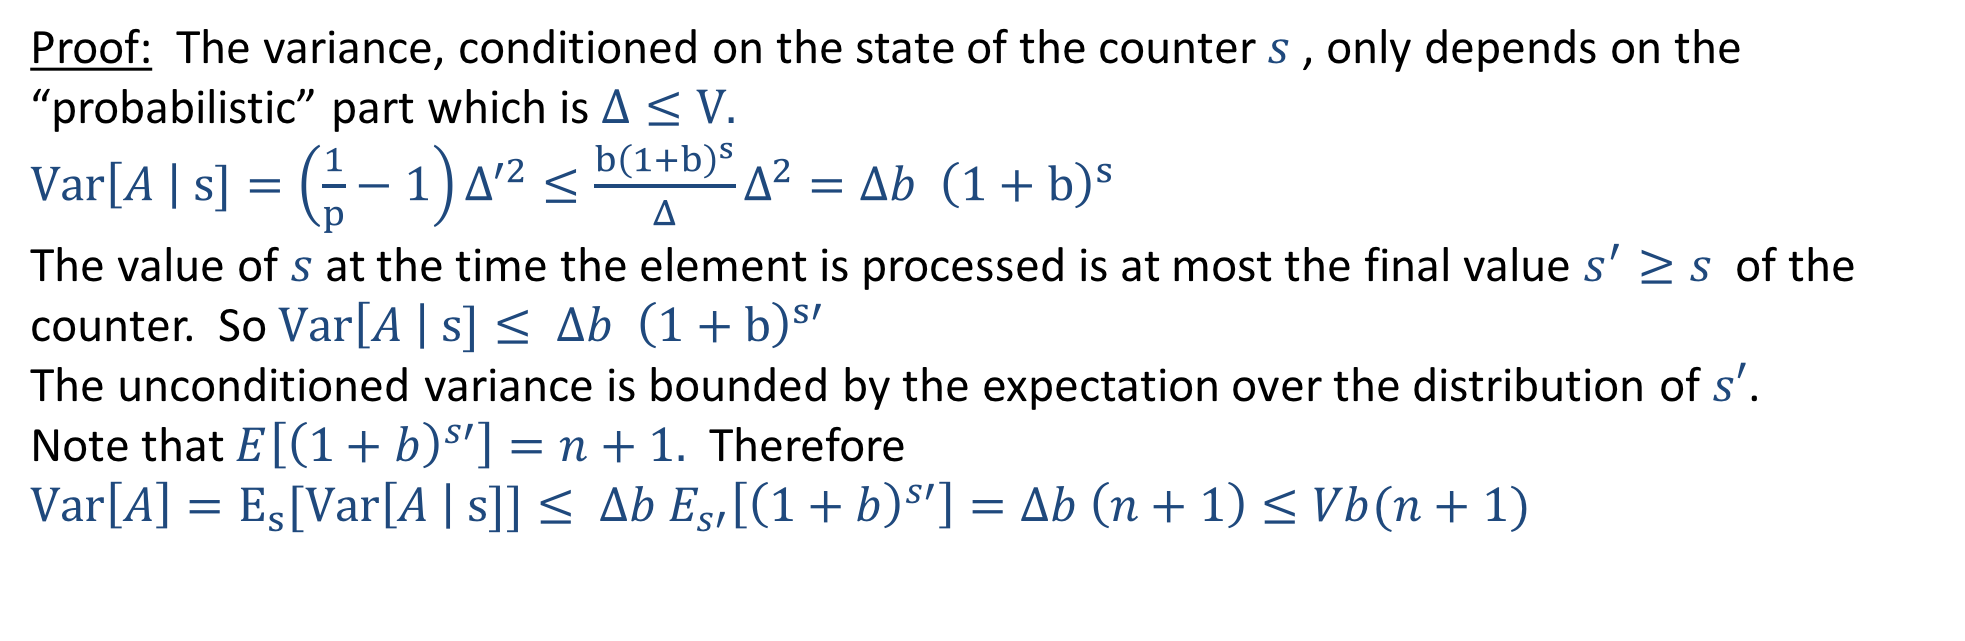 Proof: The variance, conditioned on the state of the counter s , only depends on the
“probabilistic” part which is Δ ≤ V.
Var[A | s] = (1/p − 1) Δ′² ≤ b(1+b)^s/Δ Δ² = Δb (1 + b)^s
The value of s at the time the element is processed is at most the final value s′ ≥ s of the
counter. So Var[A | s] ≤ Δb (1 + b)^s′
The unconditioned variance is bounded by the expectation over the distribution of s′.
Note that E[(1 + b)^s′] = n + 1. Therefore
Var[A] = E_s[Var[A | s]] ≤ Δb E_s′[(1 + b)^s′] = Δb (n + 1) ≤ Vb(n + 1)